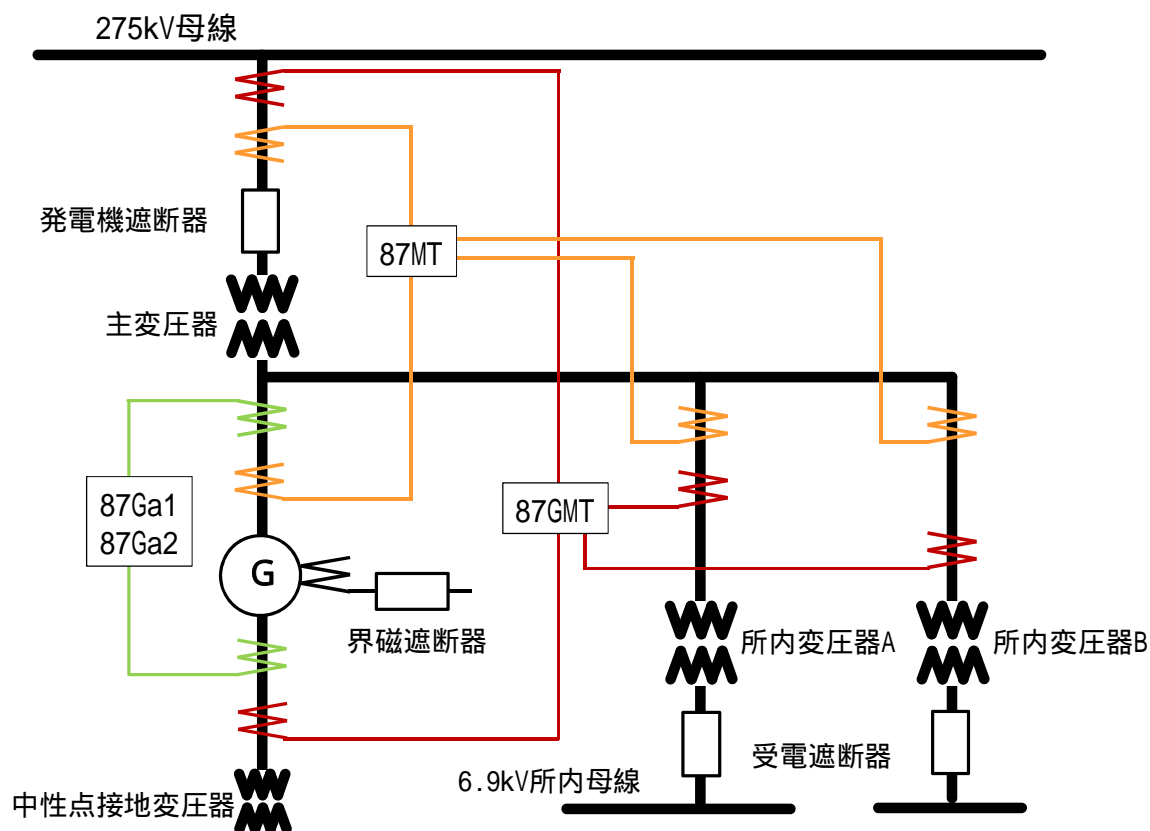 275kV母線
発電機遮断器
87MT
主変圧器
87Ga1
87Ga2
87GMT
G
界磁遮断器
所内変圧器A
所内変圧器B
受電遮断器
6.9kV所内母線
中性点接地変圧器